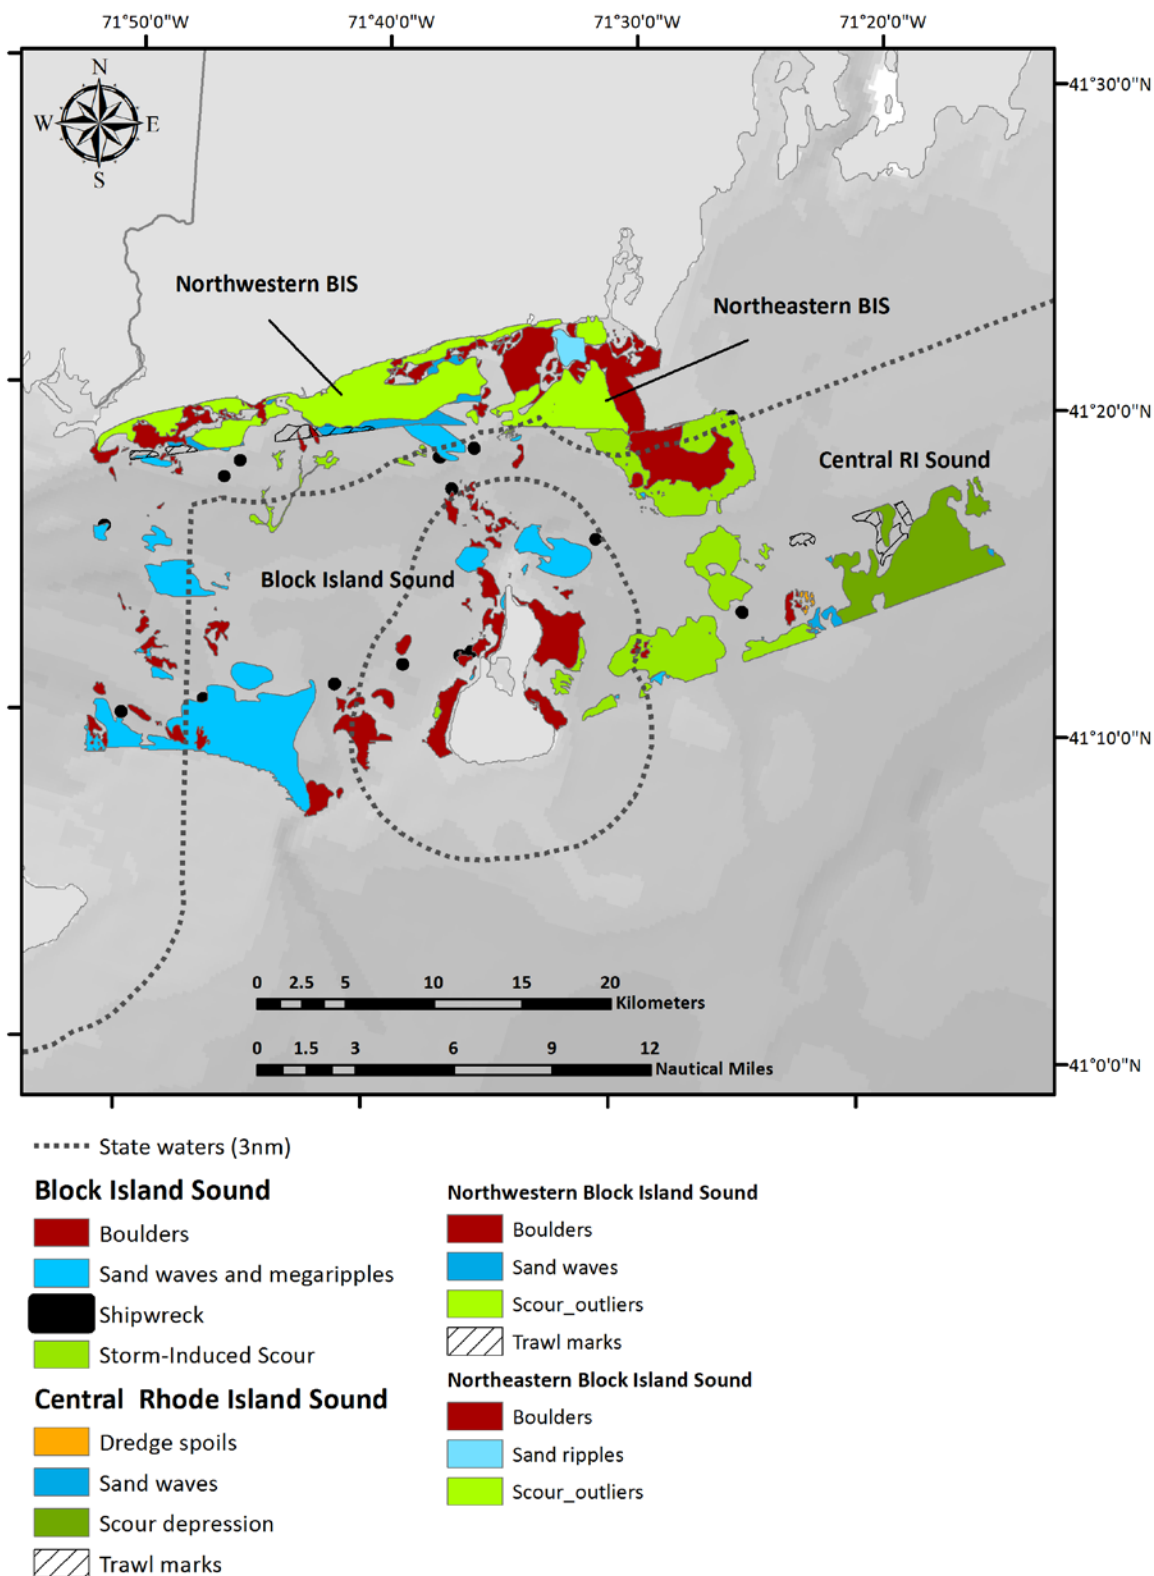 71°50'0"W 71°40'0"W 71°30'0"W 71°20'0"W
N
W E
S
41°30'0"N
Northwestern BIS
Northeastern BIS
41°20'0"N
Central RI Sound
Block Island Sound
41°10'0"N
0 2.5 5 10 15 20
Kilometers
0 1.5 3 6 9 12
Nautical Miles
41°0'0"N
State waters (3nm)
Block Island Sound
Boulders
Sand waves and megaripples
Shipwreck
Storm-Induced Scour
Central Rhode Island Sound
Dredge spoils
Sand waves
Scour depression
Trawl marks
Northwestern Block Island Sound
Boulders
Sand waves
Scour_outliers
Trawl marks
Northeastern Block Island Sound
Boulders
Sand ripples
Scour_outliers